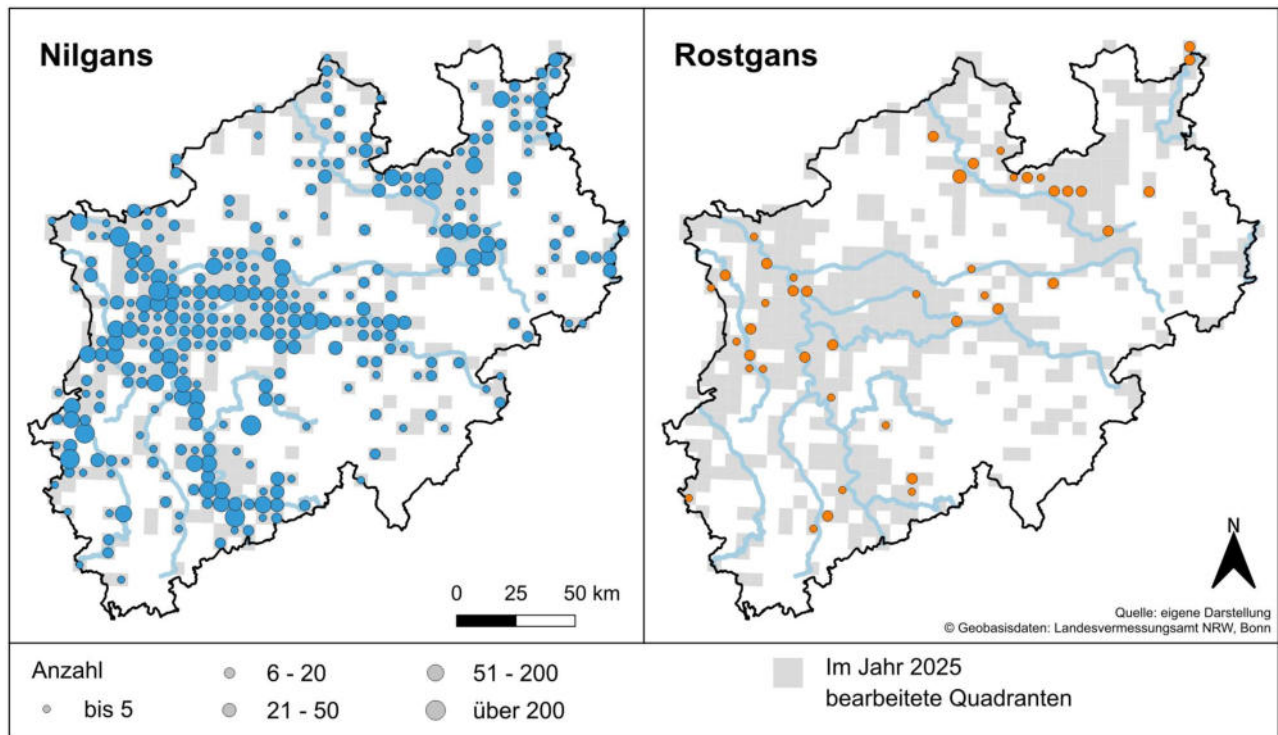 Nilgans
Rostgans
0 25 50 km
N
Quelle: eigene Darstellung
© Geobasisdaten: Landesvermessungsamt NRW, Bonn
Anzahl
bis 5
6 - 20
21 - 50
51 - 200
über 200
Im Jahr 2025
bearbeitete Quadranten